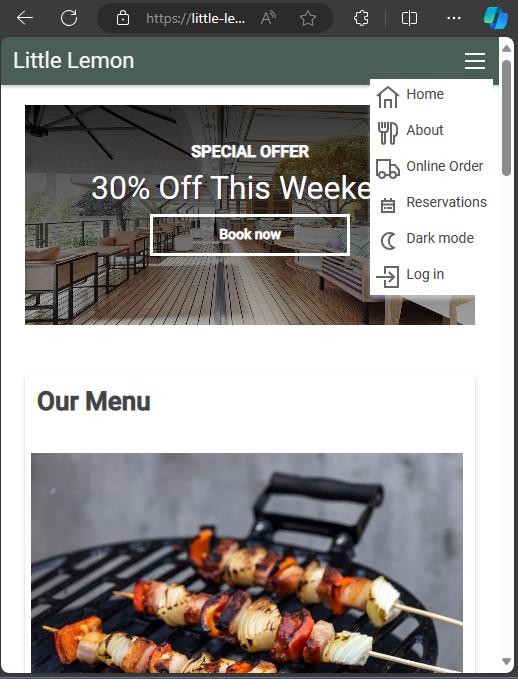 https://little-le...
Little Lemon
Home
About
Online Order
Reservations
Dark mode
Log in
SPECIAL OFFER
30% Off This Weeke
Book now
Our Menu